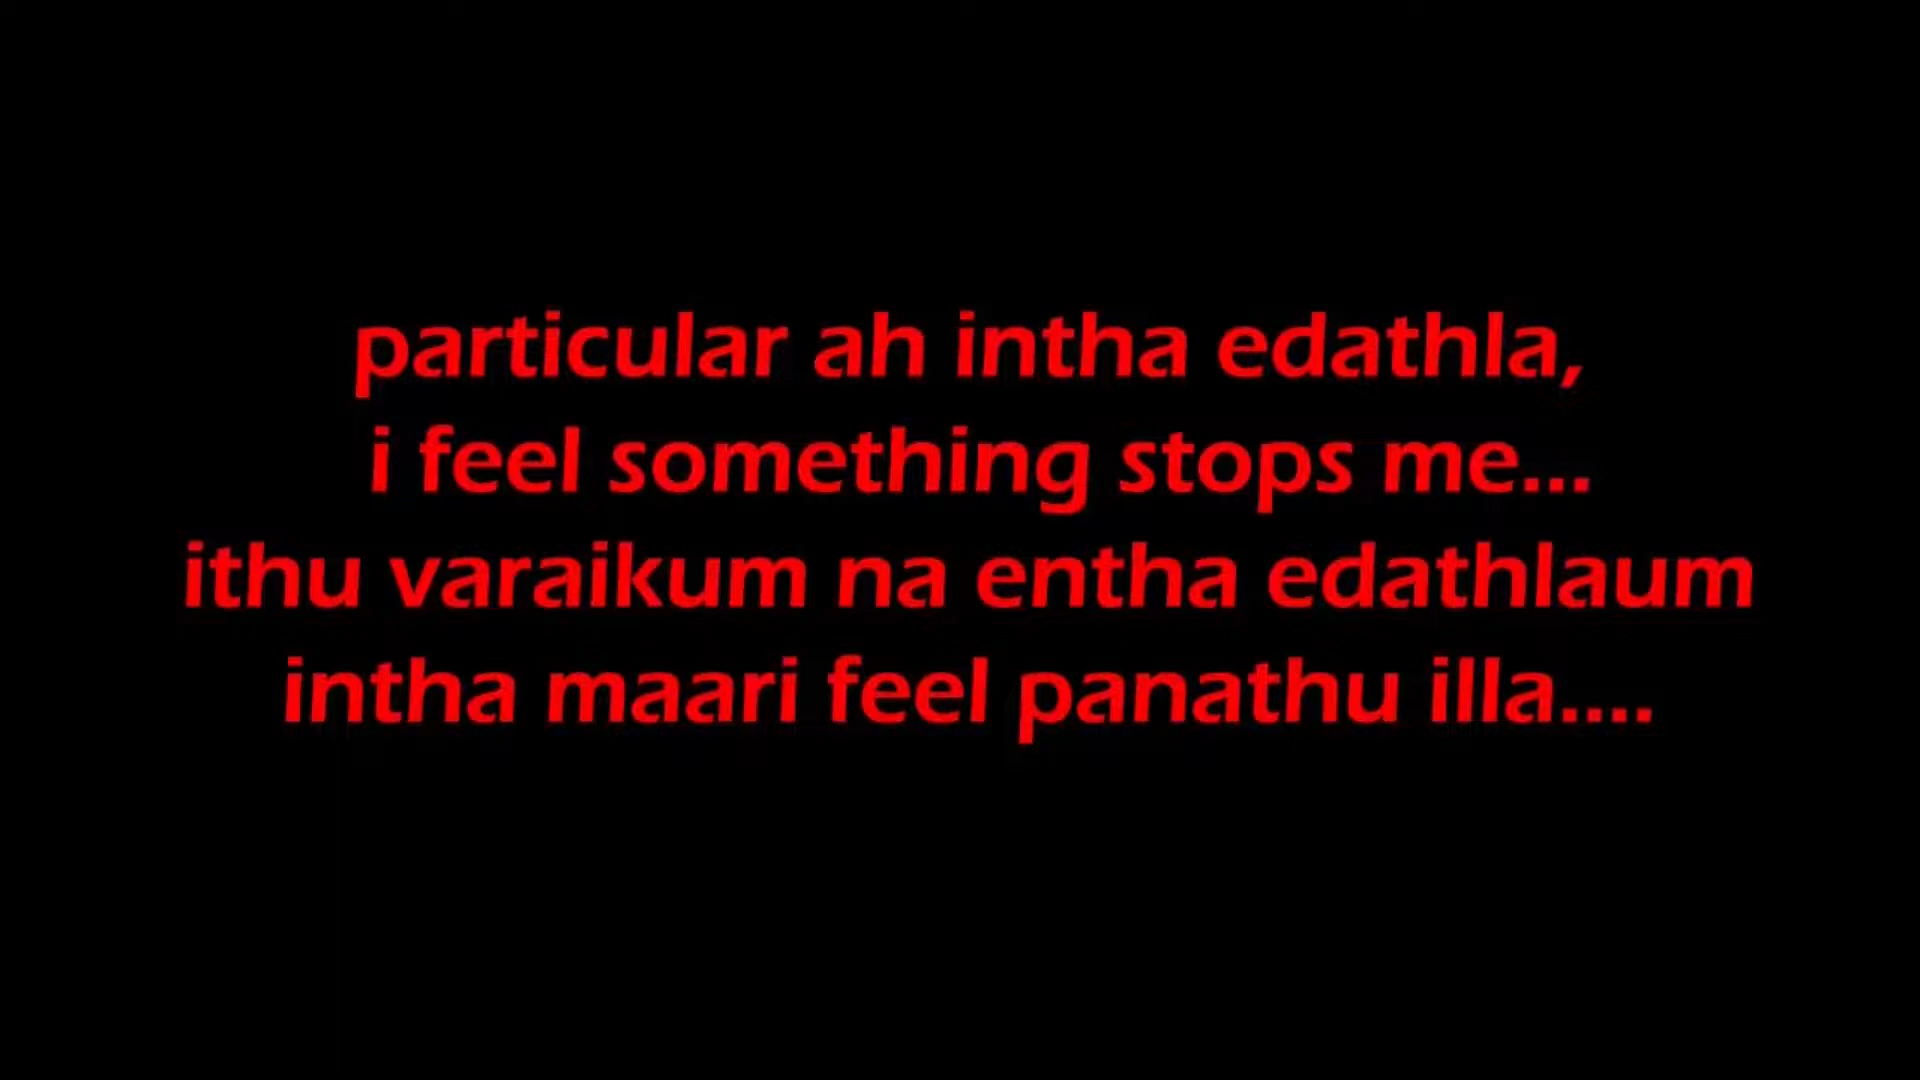 particular ah intha edathla,
i feel something stops me...
ithu varaikum na entha edathlaum
intha maari feel panathu illa....